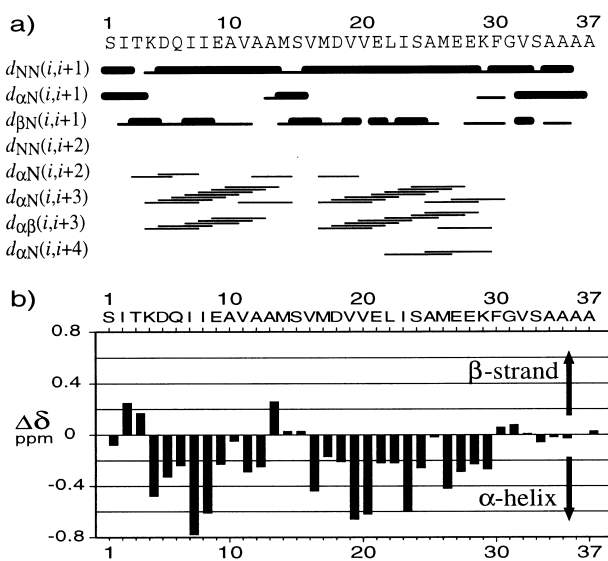 a)
1 10 20 30 37
SITKDQIIEAVAAMSVMDVVELISAMEEKFGVSAAAA
dNN(i,i+1)
dαN(i,i+1)
dβN(i,i+1)
dNN(i,i+2)
dαN(i,i+2)
dαN(i,i+3)
dαβ(i,i+3)
dαN(i,i+4)
b)
1 10 20 30 37
SITKDQIIEAVAAMSVMDVVELISAMEEKFGVSAAAA
0.8
β-strand
0.4
Δδ
ppm
0
-0.4
α-helix
-0.8
1 10 20 30 37